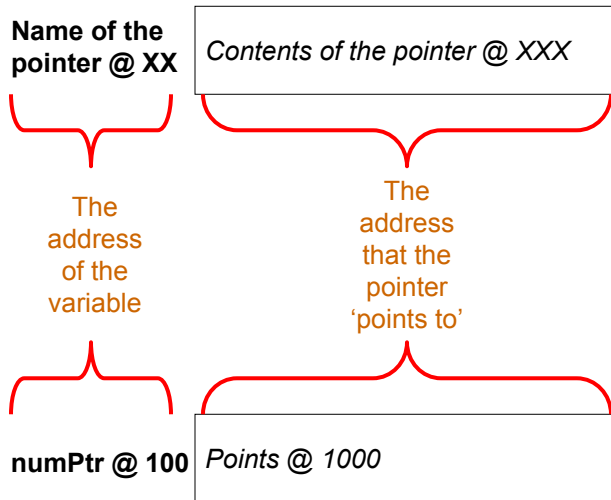 Name of the
pointer @ XX
Contents of the pointer @ XXX
The
address
of the
variable
The
address
that the
pointer
‘points to’
numPtr @ 100
Points @ 1000